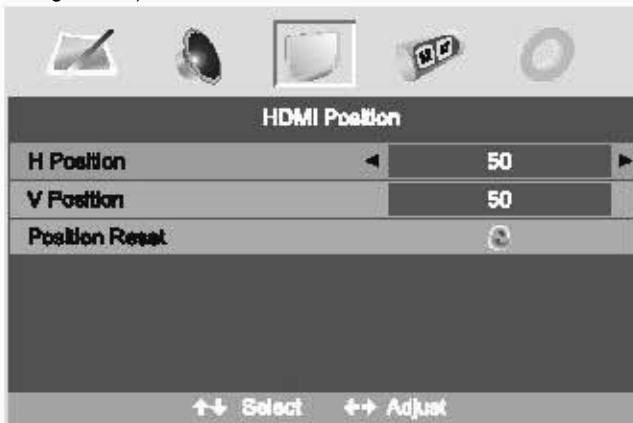 HDMI Position
H Position 50
V Position 50
Position Reset
Select Adjust